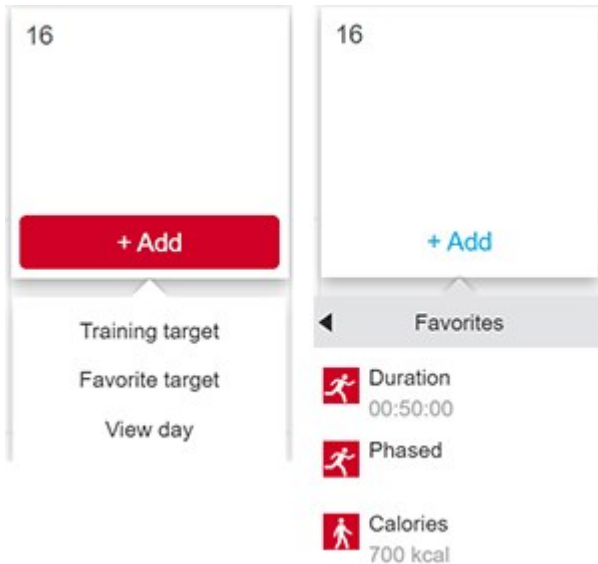 16
+ Add
Training target
Favorite target
View day
16
+ Add
Favorites
Duration
00:50:00
Phased
Calories
700 kcal